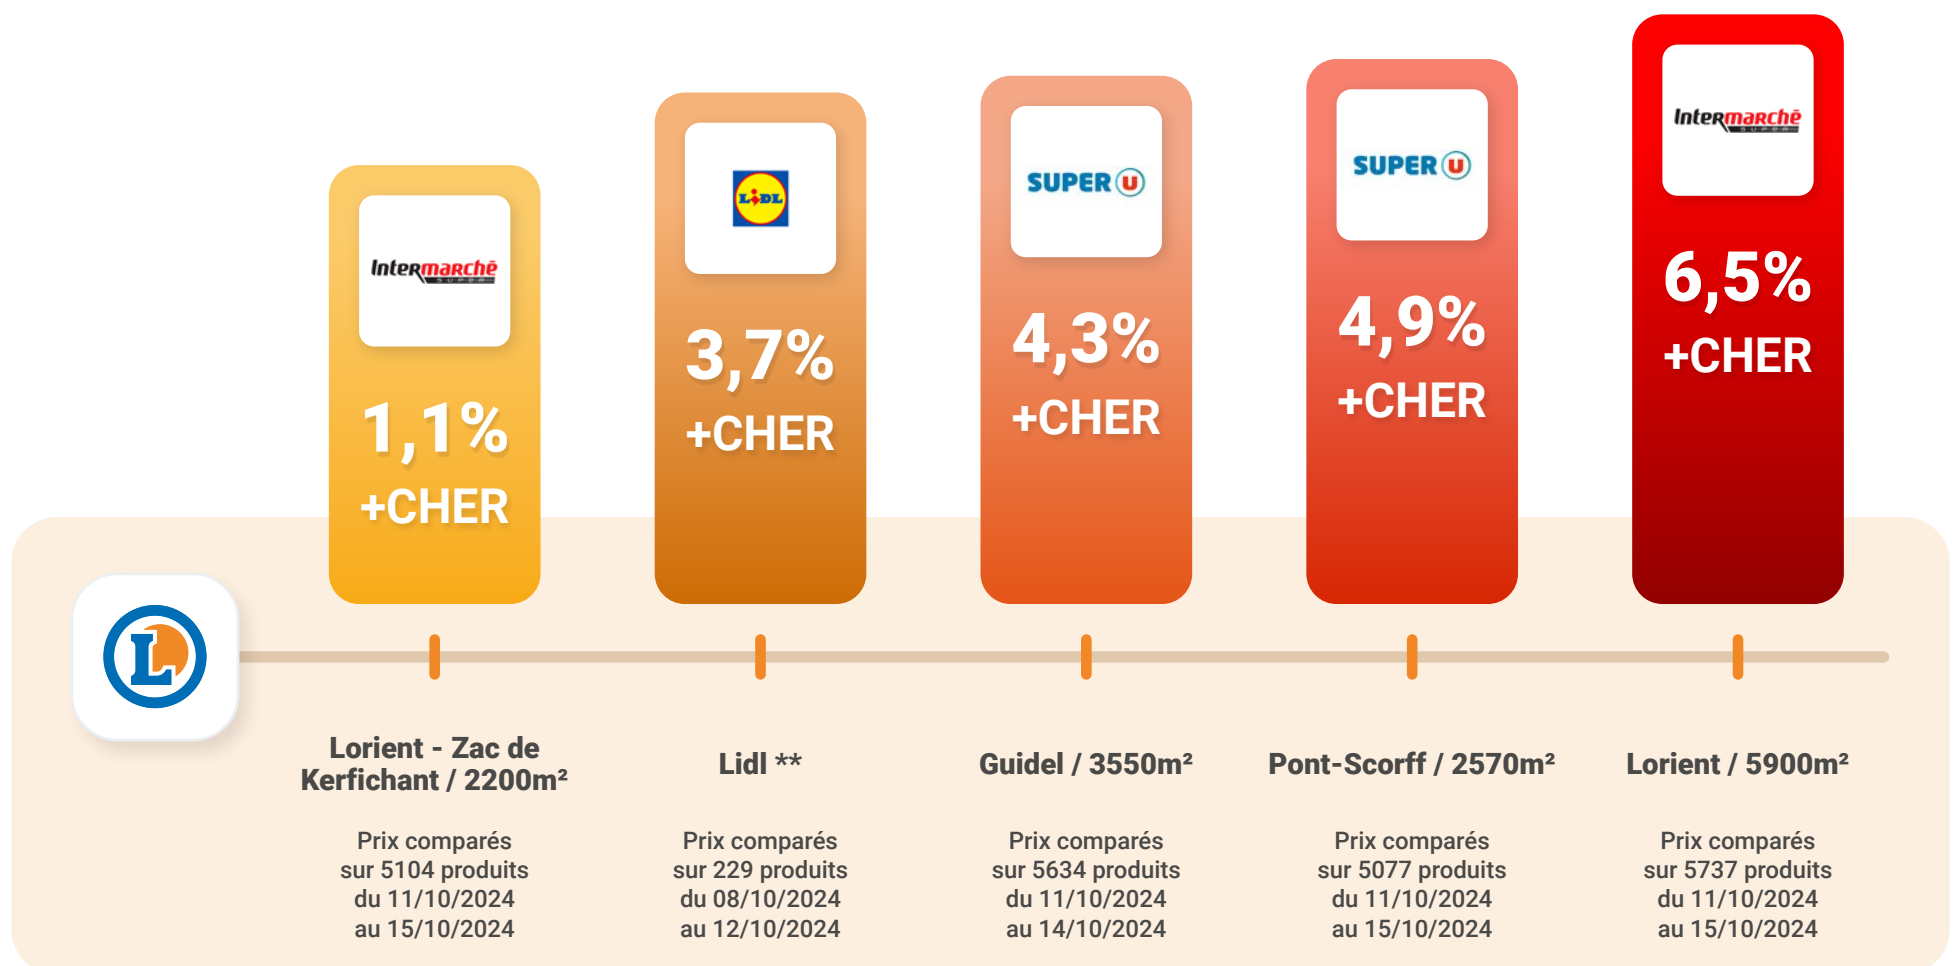 Intermarchē
SUPER
1,1%
+CHER
LiDL
3,7%
+CHER
SUPER U
4,3%
+CHER
SUPER U
4,9%
+CHER
Intermarchē
SUPER
6,5%
+CHER
L
Lorient - Zac de
Kerfichant / 2200m²
Prix comparés
sur 5104 produits
du 11/10/2024
au 15/10/2024
Lidl **
Prix comparés
sur 229 produits
du 08/10/2024
au 12/10/2024
Guidel / 3550m²
Prix comparés
sur 5634 produits
du 11/10/2024
au 14/10/2024
Pont-Scorff / 2570m²
Prix comparés
sur 5077 produits
du 11/10/2024
au 15/10/2024
Lorient / 5900m²
Prix comparés
sur 5737 produits
du 11/10/2024
au 15/10/2024